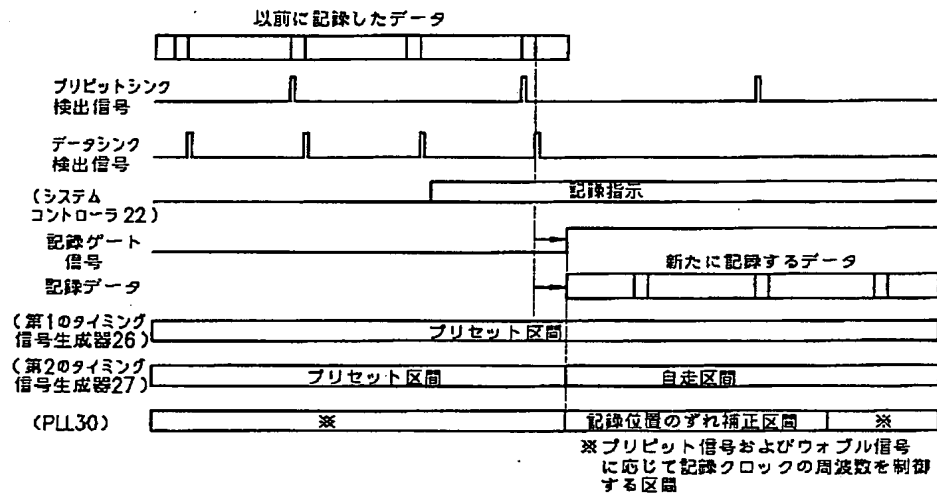 以前に記録したデータ
プリピットシンク
検出信号
データシンク
検出信号
(システム
コントローラ22)
記録指示
記録ゲート
信号
新たに記録するデータ
記録データ
(第1のタイミング
信号生成器26)
プリセット区間
(第2のタイミング
信号生成器27)
プリセット区間
自走区間
(PLL30)
※
記録位置のずれ補正区間
※
※プリピット信号およびウォブル信号
に応じて記録クロックの周波数を制御
する区間